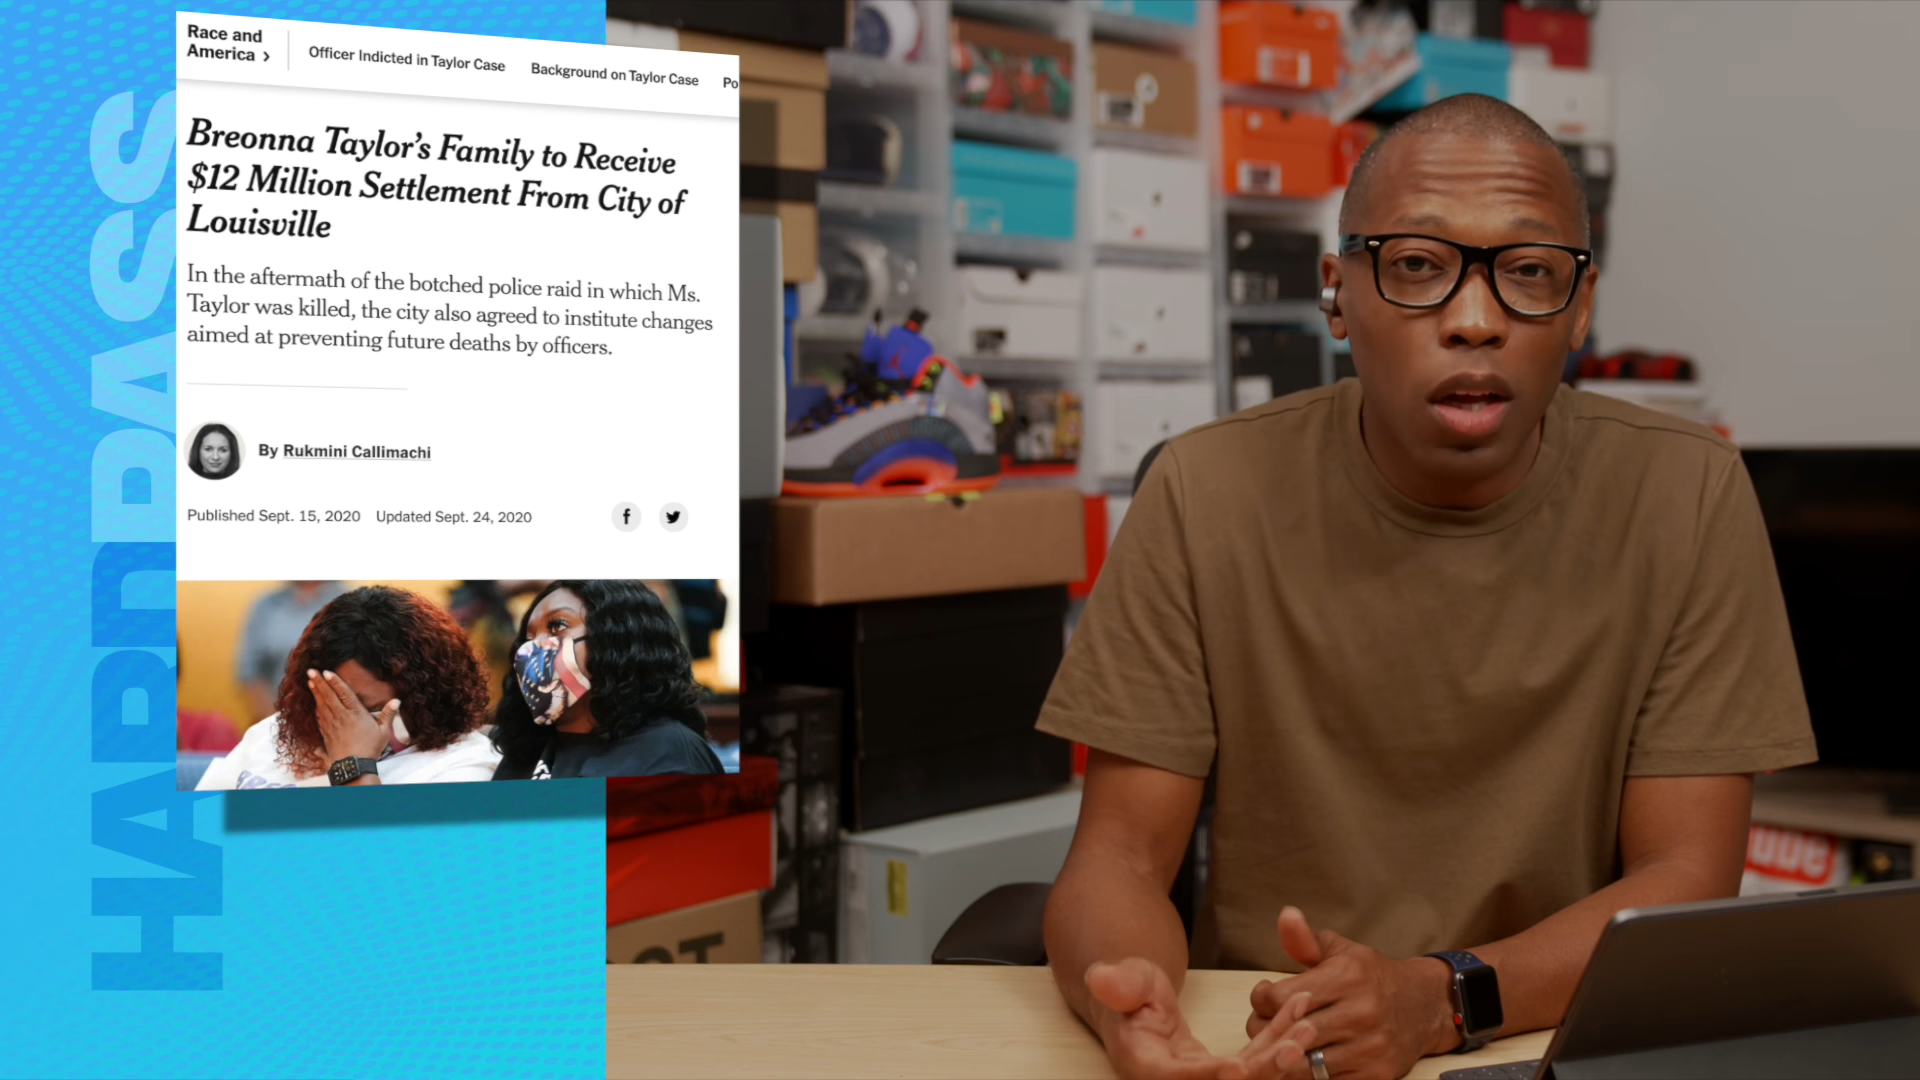 Race and
America >
Officer Indicted in Taylor Case
Background on Taylor Case
Po
Breonna Taylor's Family to Receive
$12 Million Settlement From City of
Louisville
In the aftermath of the botched police raid in which Ms.
Taylor was killed, the city also agreed to institute changes
aimed at preventing future deaths by officers.
By Rukmini Callimachi
Published Sept. 15, 2020 Updated Sept. 24, 2020
HARD PASS